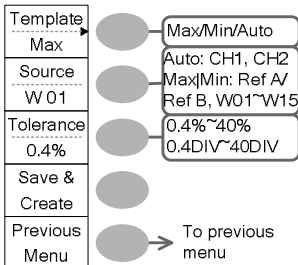 Template
Max
Max/Min/Auto
Source
W 01
Auto: CH1, CH2
Max|Min: Ref A/
Ref B, W01~W15
Tolerance
0.4%
0.4%~40%
0.4DIV~40DIV
Save &
Create
Previous
Menu
To previous
menu